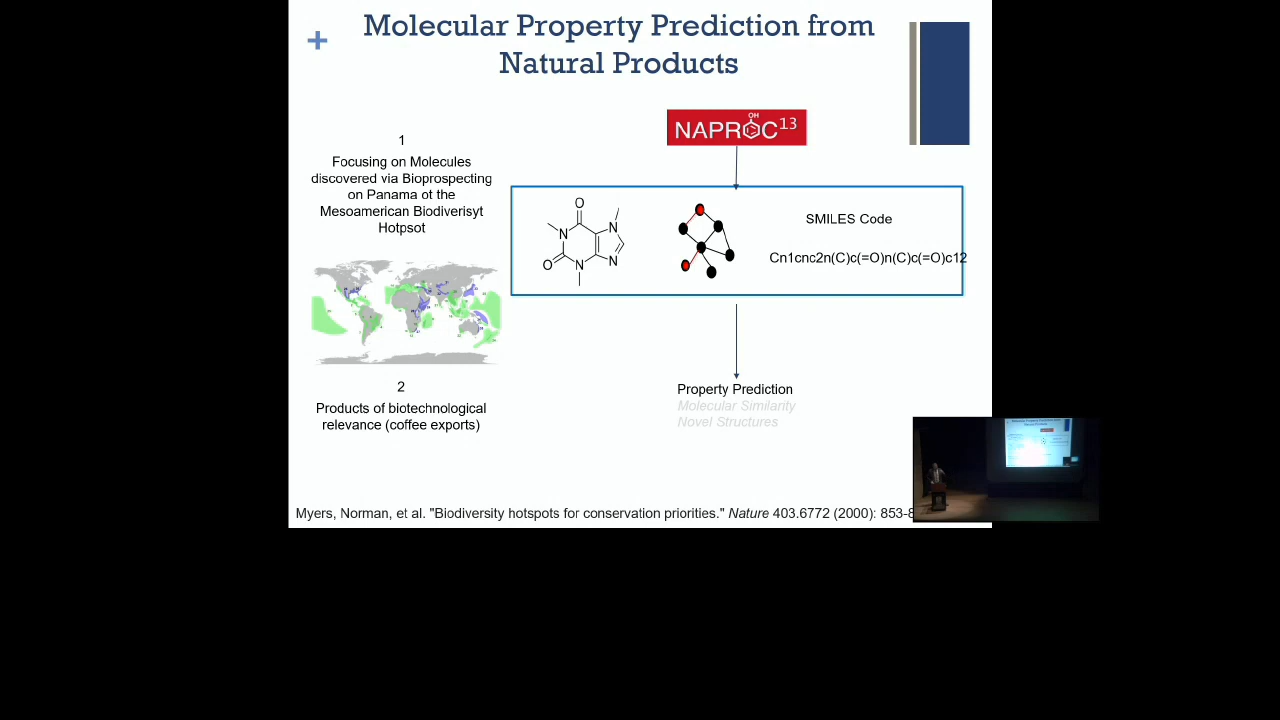 +
Molecular Property Prediction from
Natural Products
1
Focusing on Molecules
discovered via Bioprospecting
on Panama ot the
Mesoamerican Biodiverisyt
Hotpsot
2
Products of biotechnological
relevance (coffee exports)
NAPROC13
OH
O
N
N
O
N
N
SMILES Code
Cn1cnc2n(C)c(=O)n(C)c(=O)c12
Property Prediction
Molecular Similarity
Novel Structures
Myers, Norman, et al. "Biodiversity hotspots for conservation priorities." Nature 403.6772 (2000): 853-8